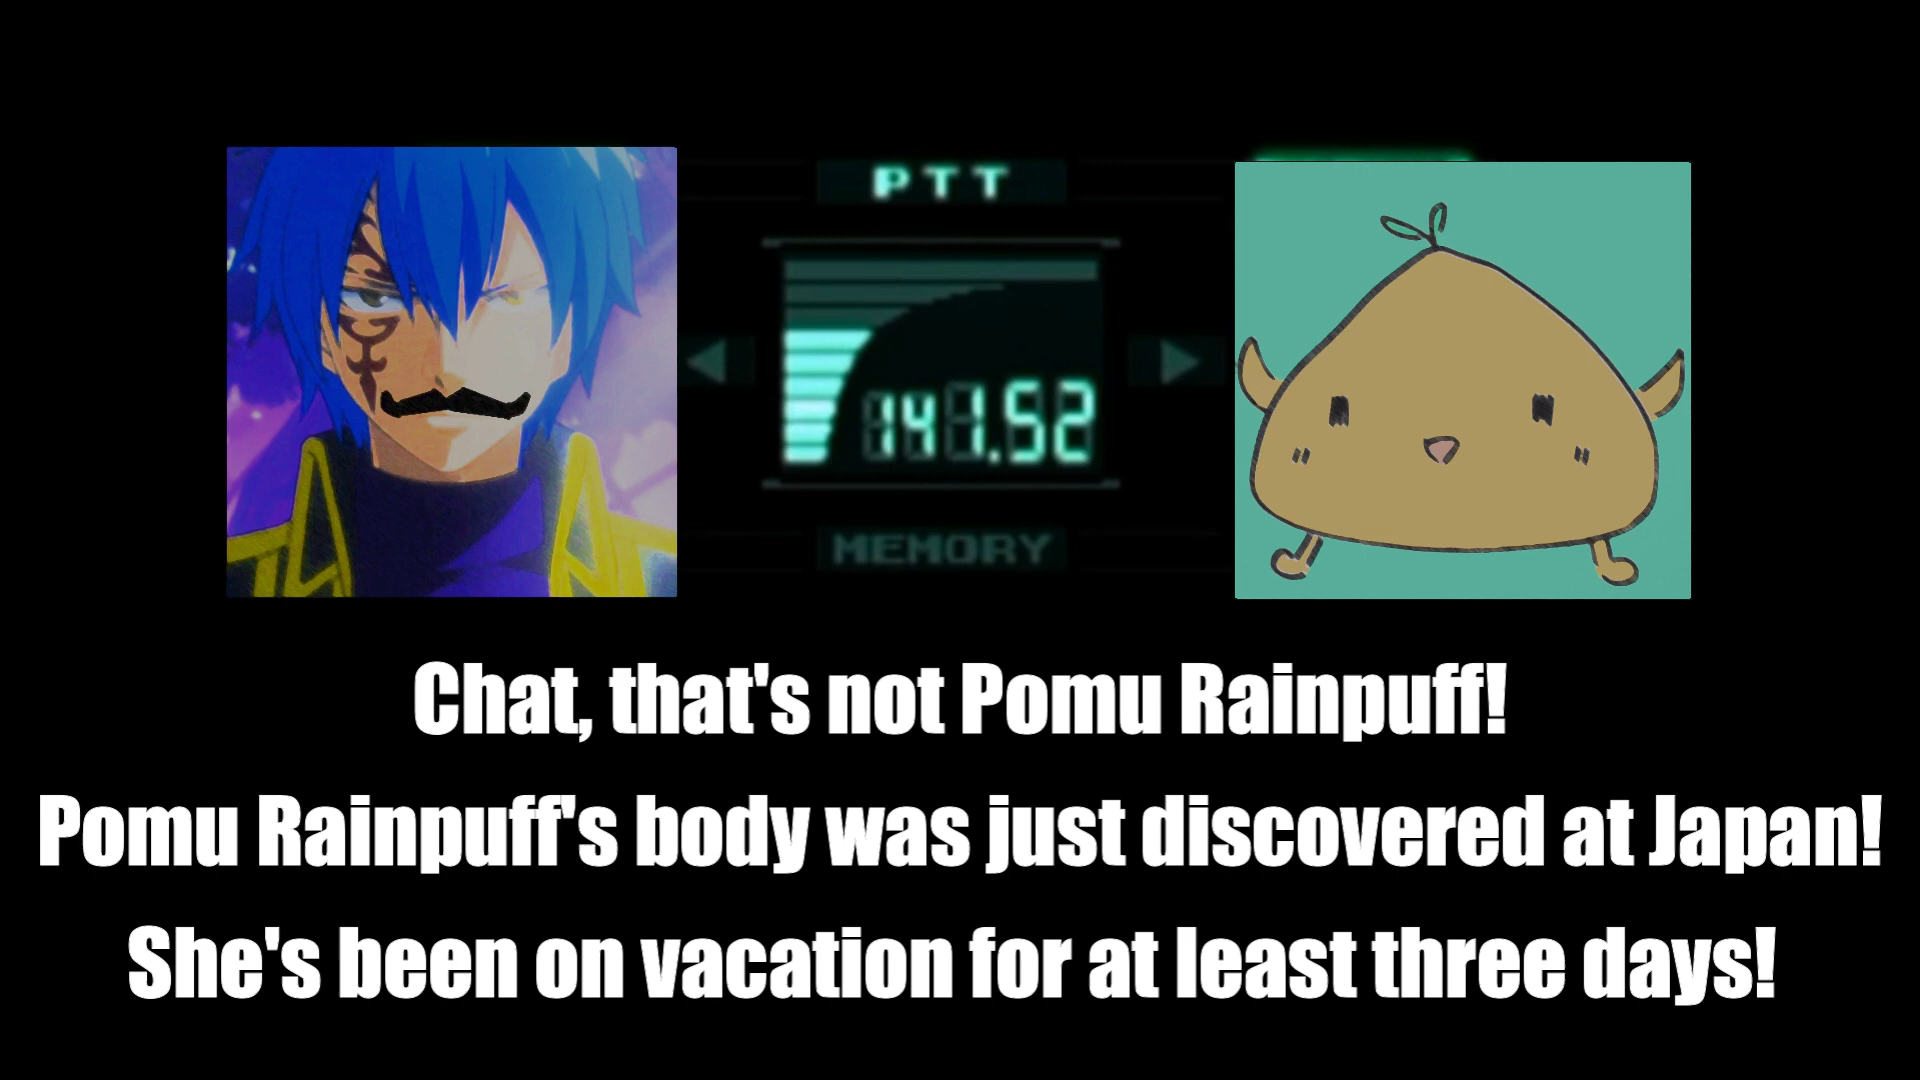 PTT
141.52
MEMORY
Chat, that's not Pomu Rainpuff!
Pomu Rainpuff's body was just discovered at Japan!
She's been on vacation for at least three days!